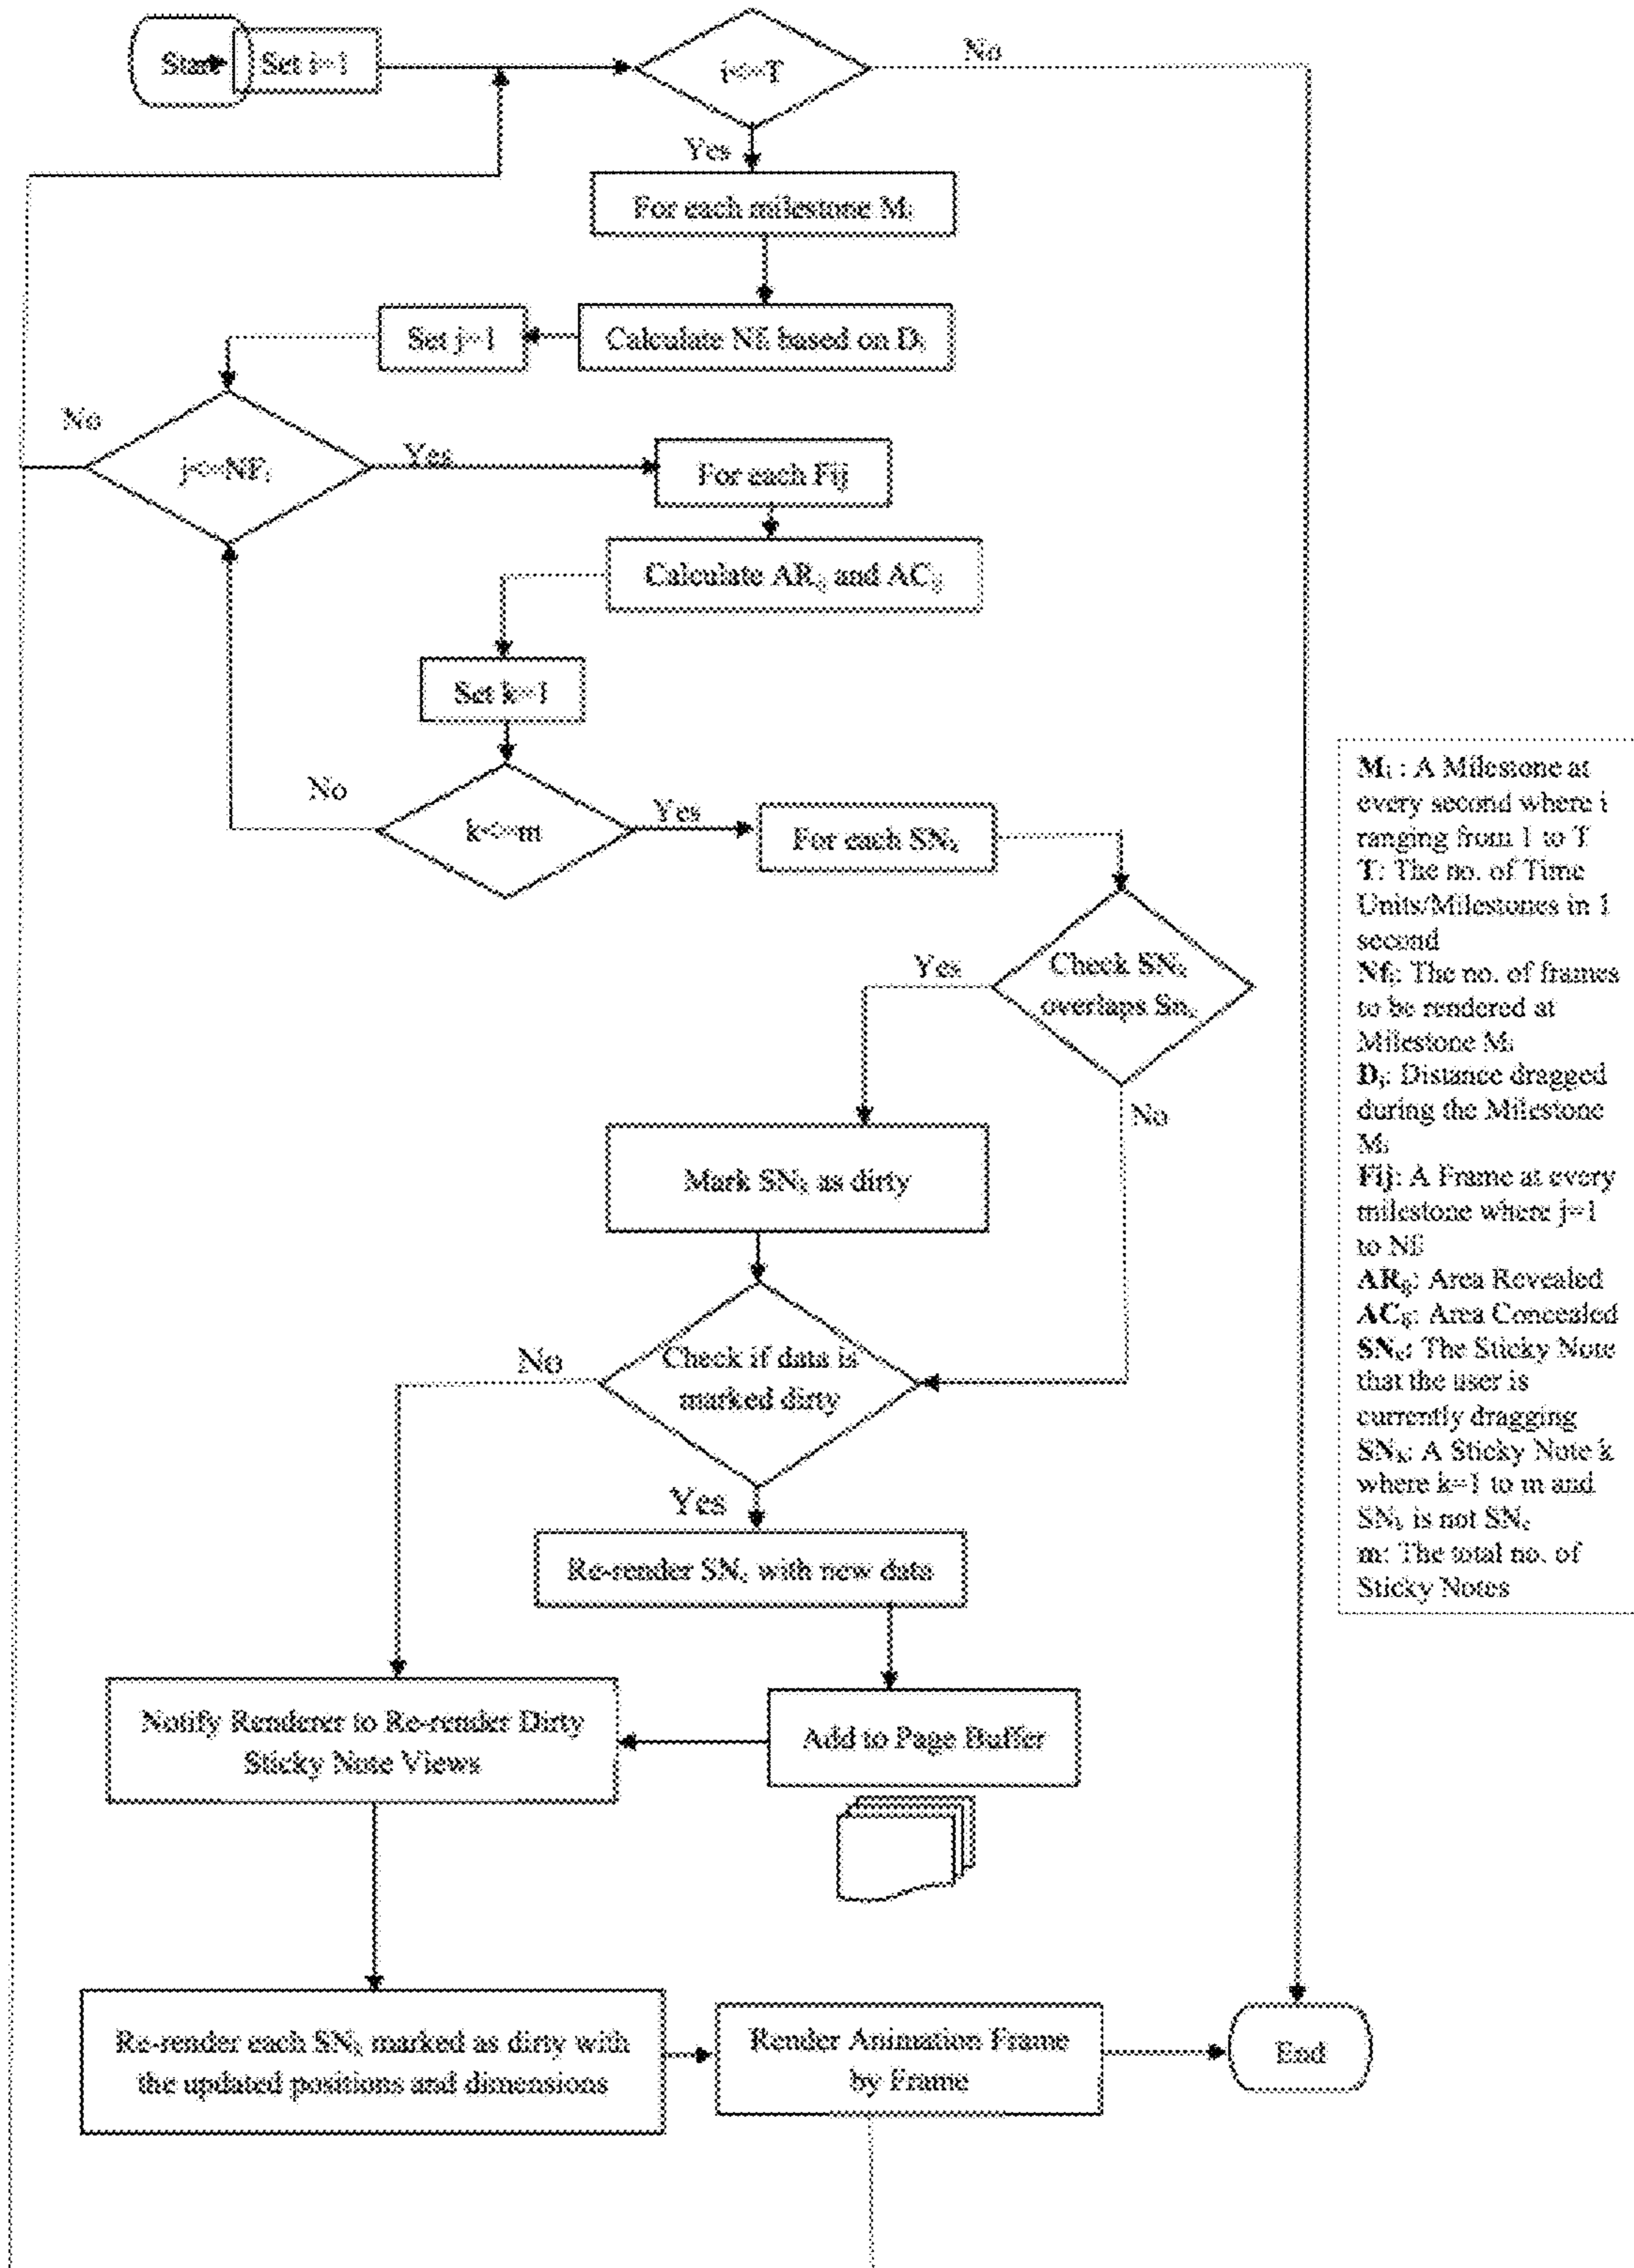 Start
Set i=1
i<=T
No
Yes
For each milestone Mᵢ
Calculate Nfᵢ based on Dᵢ
Set j=1
No
j<=NFᵢ
Yes
For each Fij
Calculate ARᵢⱼ and ACᵢⱼ
Set k=1
No
k<=m
Yes
For each SNₖ
Yes
Check SNₖ
overlaps Sn꜀
No
Mark SNₖ as dirty
No
Check if data is
marked dirty
Yes
Re-render SN꜀ with new data
Notify Renderer to Re-render Dirty
Sticky Note Views
Add to Page Buffer
Re-render each SNₖ marked as dirty with
the updated positions and dimensions
Render Animation Frame
by Frame
End
Mᵢ : A Milestone at
every second where i
ranging from 1 to T
T: The no. of Time
Units/Milestones in 1
second
Nfᵢ: The no. of frames
to be rendered at
Milestone Mᵢ
Dᵢ: Distance dragged
during the Milestone
Mᵢ
Fij: A Frame at every
milestone where j=1
to Nfᵢ
ARᵢⱼ: Area Revealed
ACᵢⱼ: Area Concealed
SN꜀: The Sticky Note
that the user is
currently dragging
SNₖ: A Sticky Note k
where k=1 to m and
SNₖ is not SN꜀
m: The total no. of
Sticky Notes